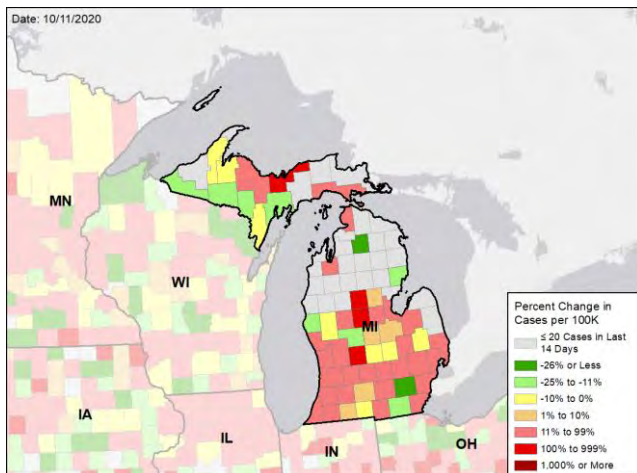 Date: 10/11/2020
MN
WI
MI
IA
IL
IN
OH
Percent Change in
Cases per 100K
≤ 20 Cases in Last
14 Days
-26% or Less
-25% to -11%
-10% to 0%
1% to 10%
11% to 99%
100% to 999%
1,000% or More